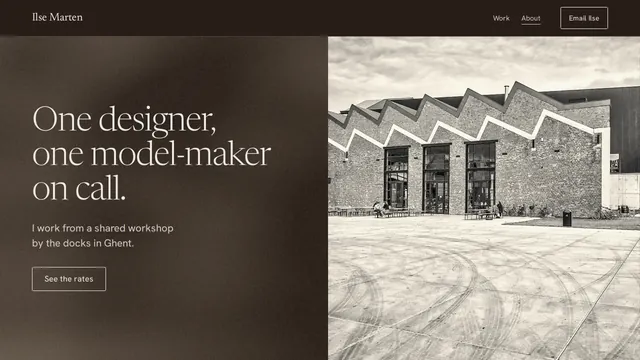 Ilse Marten
Work
About
Email Ilse
One designer,
one model-maker
on call.
I work from a shared workshop
by the docks in Ghent.
See the rates